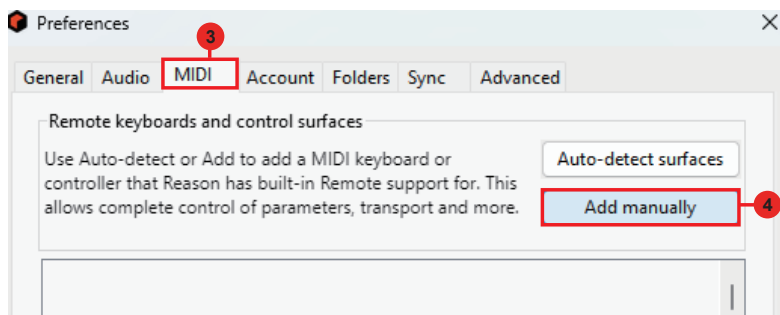 Preferences
3
General Audio MIDI Account Folders Sync Advanced
Remote keyboards and control surfaces
Use Auto-detect or Add to add a MIDI keyboard or
controller that Reason has built-in Remote support for. This
allows complete control of parameters, transport and more.
Auto-detect surfaces
Add manually
4